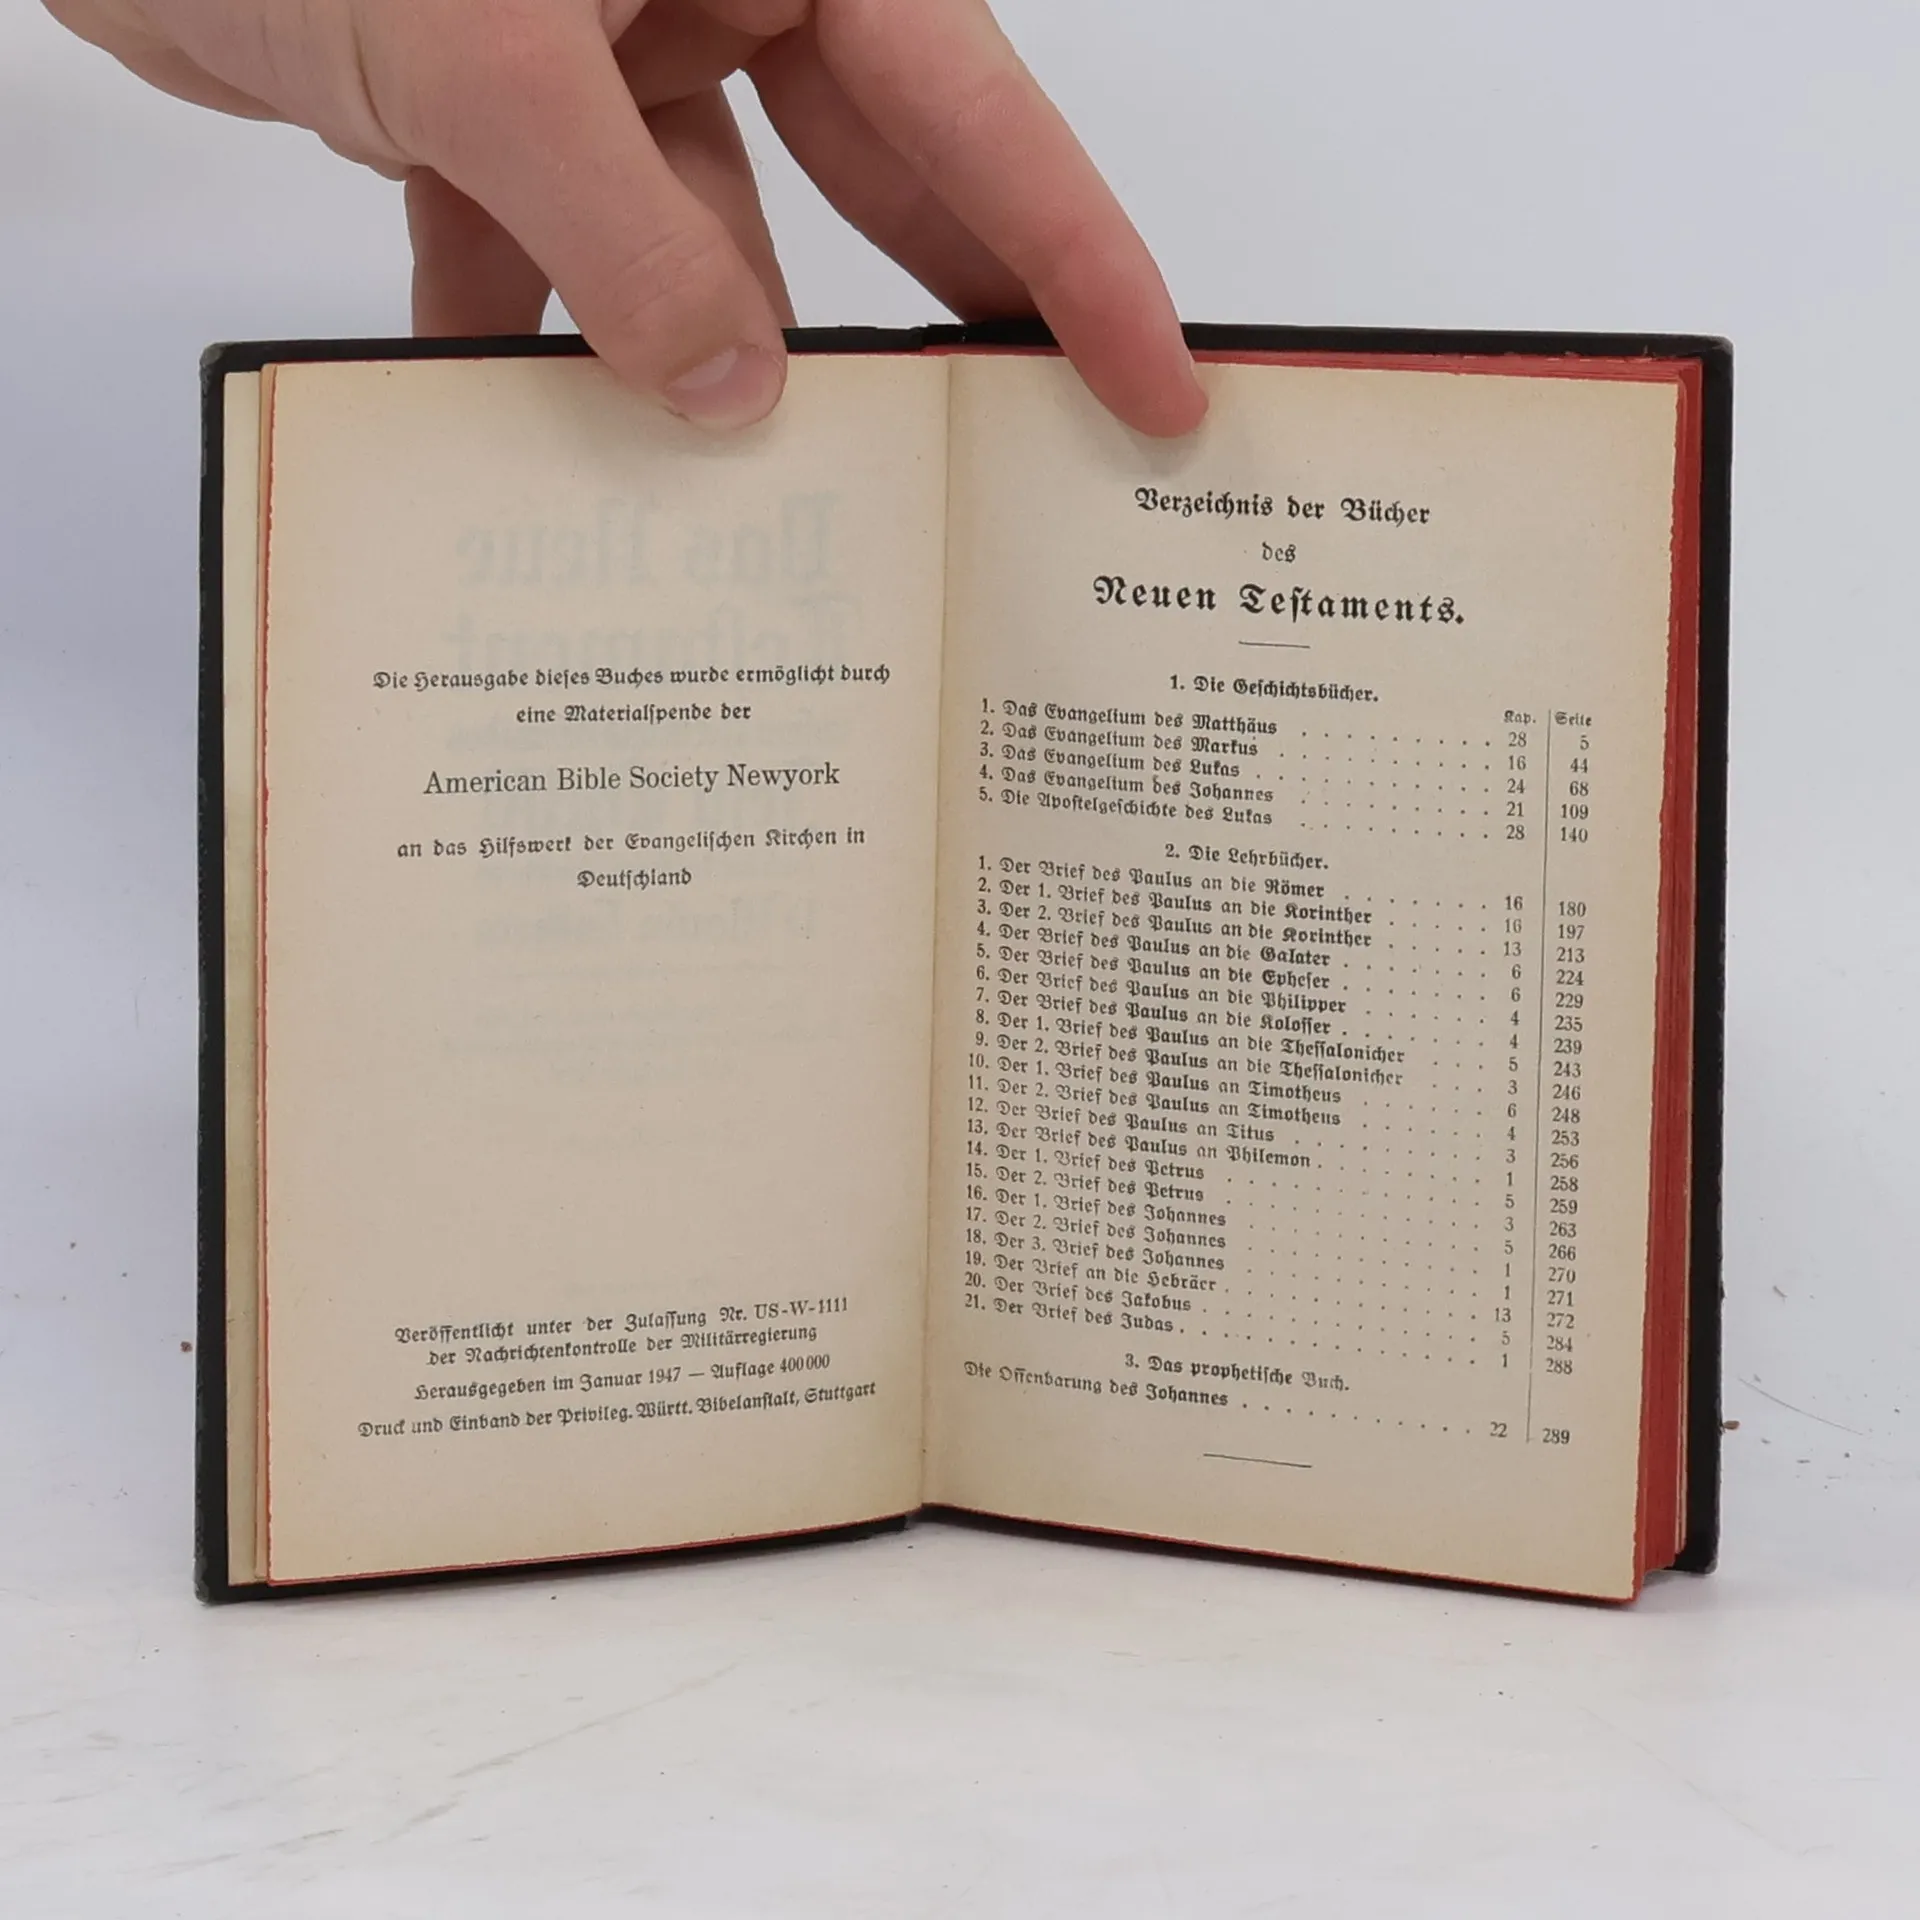 Die Herausgabe dieſes Buches wurde ermöglicht durch
eine Materialſpende der
American Bible Society Newyork
an das Hilfswerk der Evangeliſchen Kirchen in
Deutſchland
Veröffentlicht unter der Zulaſſung Nr. US-W-1111
der Nachrichtenkontrolle der Militärregierung
Herausgegeben im Januar 1947 — Auflage 400 000
Druck und Einband der Privileg. Württ. Bibelanſtalt, Stuttgart
Verzeichnis der Bücher
des
Neuen Teſtaments.
1. Die Geſchichtsbücher.
Kap. Seite
1. Das Evangelium des Matthäus . . . . . . . . . 28 5
2. Das Evangelium des Markus . . . . . . . . . . 16 44
3. Das Evangelium des Lukas . . . . . . . . . . . 24 68
4. Das Evangelium des Johannes . . . . . . . . . 21 109
5. Die Apoſtelgeſchichte des Lukas . . . . . . . . . 28 140
2. Die Lehrbücher.
1. Der Brief des Paulus an die Römer . . . . . . . 16 180
2. Der 1. Brief des Paulus an die Korinther . . . . . 16 197
3. Der 2. Brief des Paulus an die Korinther . . . . . 13 213
4. Der Brief des Paulus an die Galater . . . . . . . 6 224
5. Der Brief des Paulus an die Epheſer . . . . . . . 6 229
6. Der Brief des Paulus an die Philipper . . . . . . 4 235
7. Der Brief des Paulus an die Koloſſer . . . . . . . 4 239
8. Der 1. Brief des Paulus an die Theſſalonicher . . . 5 243
9. Der 2. Brief des Paulus an die Theſſalonicher . . . 3 246
10. Der 1. Brief des Paulus an Timotheus . . . . . . 6 248
11. Der 2. Brief des Paulus an Timotheus . . . . . . 4 253
12. Der Brief des Paulus an Titus . . . . . . . . . 3 256
13. Der Brief des Paulus an Philemon . . . . . . . . 1 258
14. Der 1. Brief des Petrus . . . . . . . . . . . . 5 259
15. Der 2. Brief des Petrus . . . . . . . . . . . . 3 263
16. Der 1. Brief des Johannes . . . . . . . . . . . 5 266
17. Der 2. Brief des Johannes . . . . . . . . . . . 1 270
18. Der 3. Brief des Johannes . . . . . . . . . . . 1 271
19. Der Brief an die Hebräer . . . . . . . . . . . . 13 272
20. Der Brief des Jakobus . . . . . . . . . . . . . 5 284
21. Der Brief des Judas . . . . . . . . . . . . . . 1 288
3. Das prophetiſche Buch.
Die Offenbarung des Johannes . . . . . . . . . . . 22 289